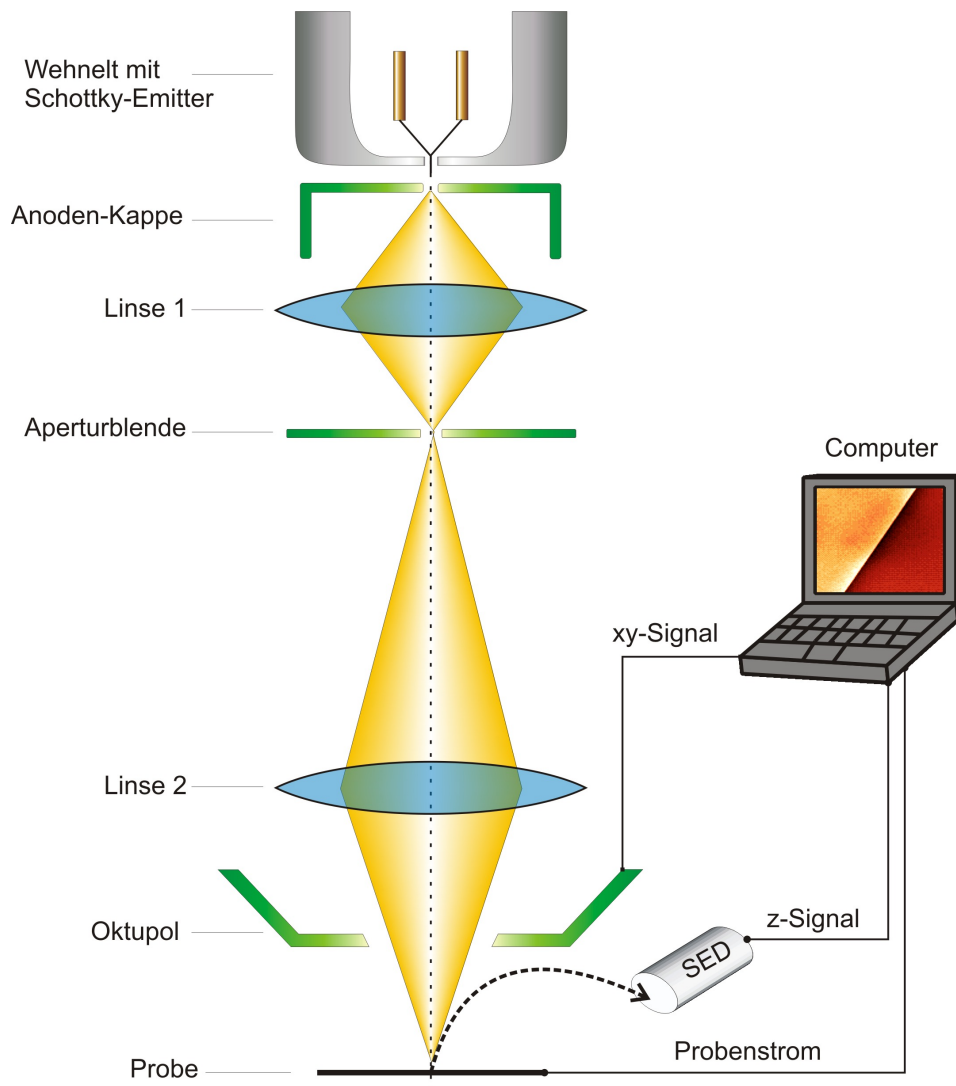 Wehnelt mit
Schottky-Emitter
Anoden-Kappe
Linse 1
Aperturblende
Computer
xy-Signal
Linse 2
z-Signal
Oktupol
SED
Probenstrom
Probe